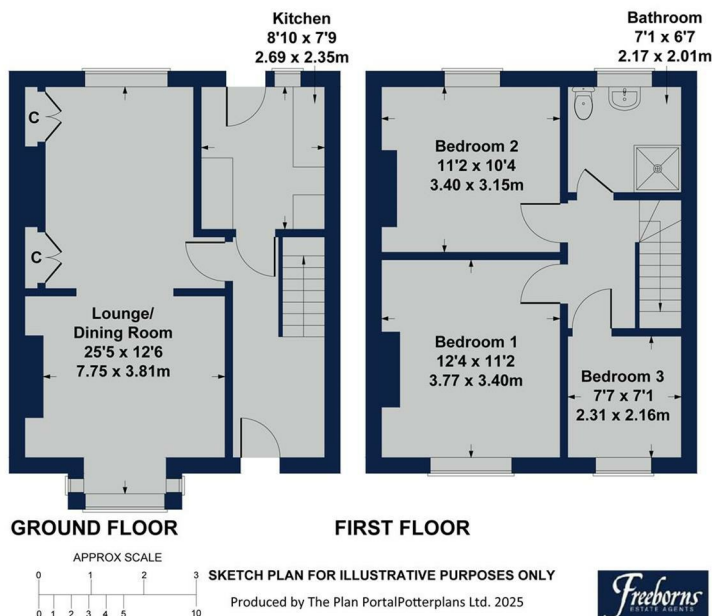 Kitchen
8'10 x 7'9
2.69 x 2.35m
Bathroom
7'1 x 6'7
2.17 x 2.01m
C
C
Lounge/
Dining Room
25'5 x 12'6
7.75 x 3.81m
Bedroom 2
11'2 x 10'4
3.40 x 3.15m
Bedroom 1
12'4 x 11'2
3.77 x 3.40m
Bedroom 3
7'7 x 7'1
2.31 x 2.16m
GROUND FLOOR
FIRST FLOOR
APPROX SCALE
0 1 2 3
0 1 2 3 4 5 10
SKETCH PLAN FOR ILLUSTRATIVE PURPOSES ONLY
Produced by The Plan PortalPotterplans Ltd. 2025
Freeborns
ESTATE AGENTS